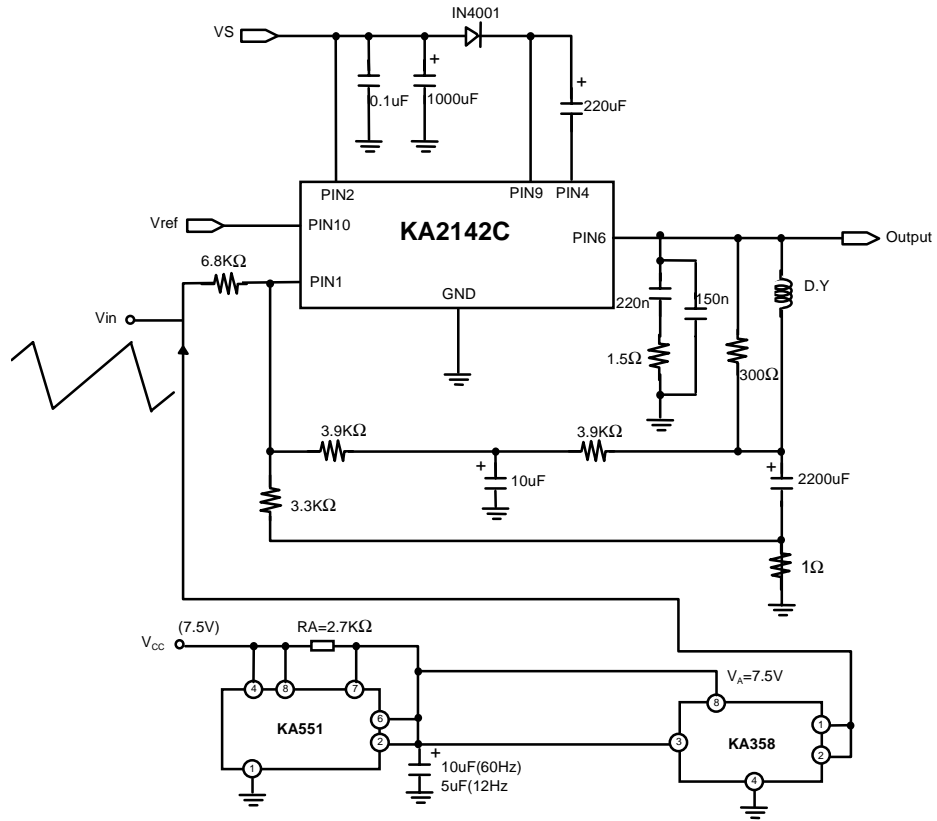 IN4001
VS
0.1uF
+
1000uF
+
220uF
PIN2
PIN9
PIN4
Vref
PIN10
KA2142C
PIN6
Output
6.8KΩ
PIN1
GND
Vin
220n
150n
D.Y
1.5Ω
300Ω
3.9KΩ
3.9KΩ
+
10uF
+
2200uF
3.3KΩ
1Ω
VCC
(7.5V)
RA=2.7KΩ
VA=7.5V
4
8
7
8
KA551
6
2
1
3
KA358
1
2
4
+
10uF(60Hz)
5uF(12Hz